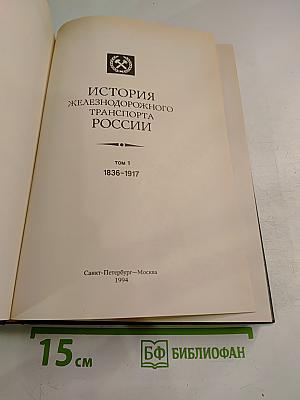 ИСТОРИЯ
ЖЕЛЕЗНОДОРОЖНОГО
ТРАНСПОРТА
РОССИИ
ТОМ 1
1836–1917
Санкт-Петербург—Москва
1994
15 см
БФ БИБЛИОФАН